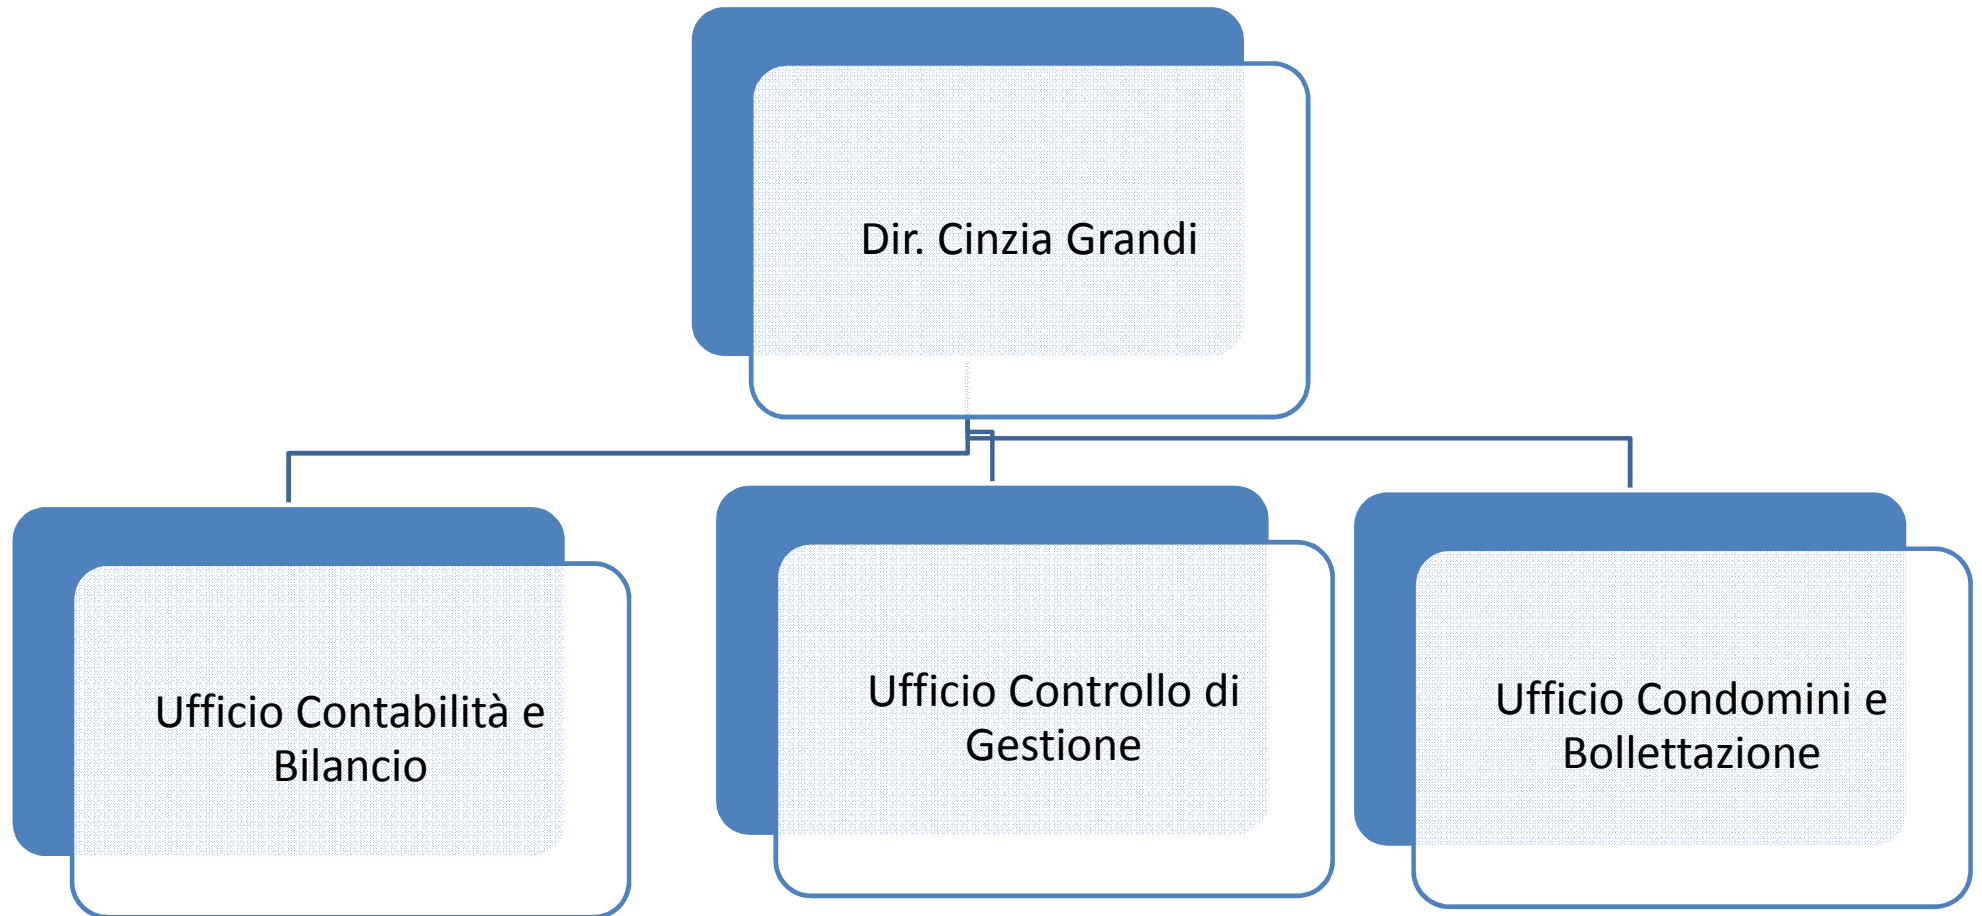 Dir. Cinzia Grandi
Ufficio Contabilità e
Bilancio
Ufficio Controllo di
Gestione
Ufficio Condomini e
Bollettazione